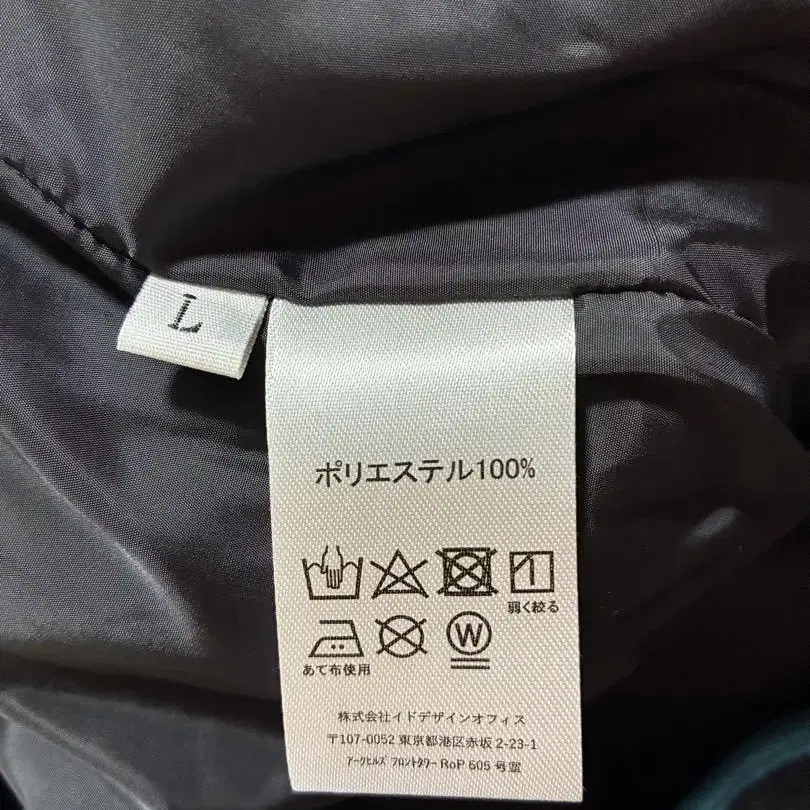 L
ポリエステル100%
弱く絞る
あて布使用
W
株式会社イドデザインオフィス
〒107-0052 東京都港区赤坂 2-23-1
アークヒルズ フロントタワー RoP 605 号室